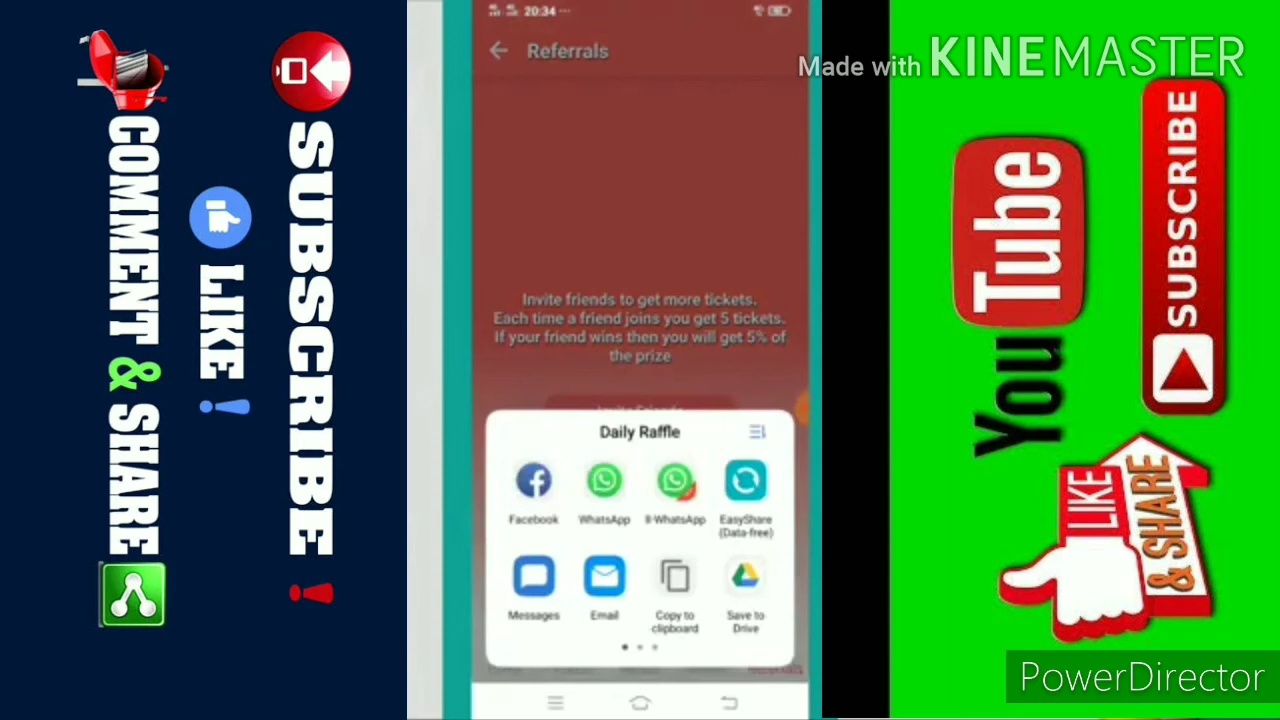 COMMENT & SHARE
LIKE !
SUBSCRIBE !
20:34
Referrals
Invite friends to get more tickets.
Each time a friend joins you get 5 tickets.
If your friend wins then you will get 5% of
the prize
Daily Raffle
Facebook
WhatsApp
II-WhatsApp
EasyShare
(Data-free)
Messages
Email
Copy to
clipboard
Save to
Drive
Made with KINEMASTER
You Tube
SUBSCRIBE
LIKE
& SHARE
PowerDirector